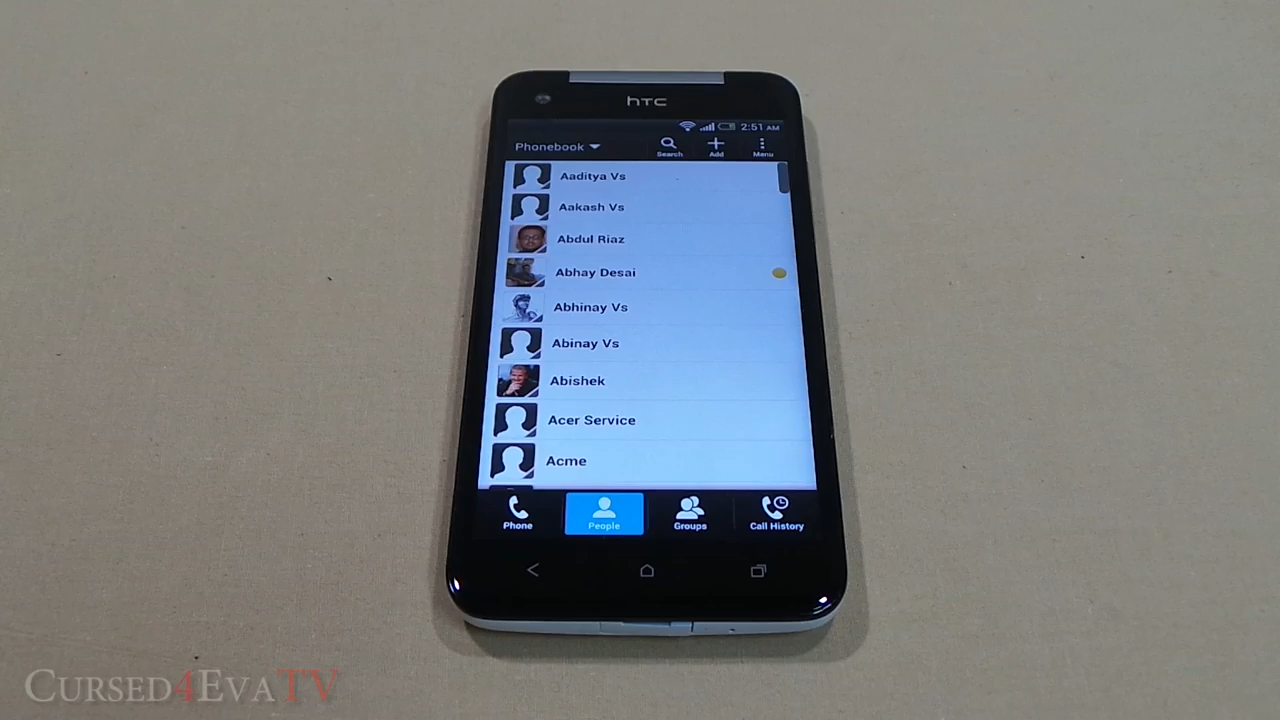 hTC
2:51 AM
Phonebook Search Add Menu
Aaditya Vs
Aakash Vs
Abdul Riaz
Abhay Desai
Abhinay Vs
Abinay Vs
Abishek
Acer Service
Acme
Phone People Groups Call History
CURSED4EVATV